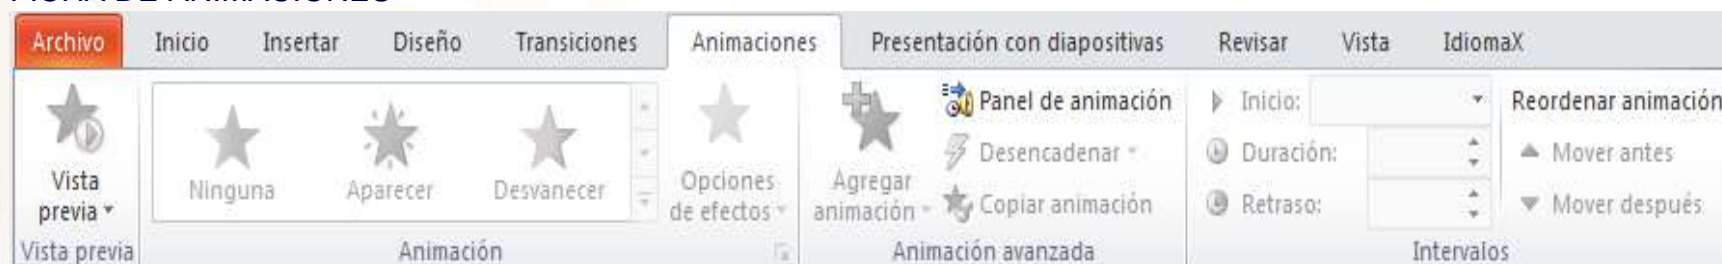 Archivo Inicio Insertar Diseño Transiciones Animaciones Presentación con diapositivas Revisar Vista IdiomaX
Vista previa
Ninguna Aparecer Desvanecer
Opciones de efectos
Agregar animación
Panel de animación
Desencadenar
Copiar animación
Inicio:
Duración:
Retraso:
Reordenar animación
Mover antes
Mover después
Vista previa Animación Animación avanzada Intervalos